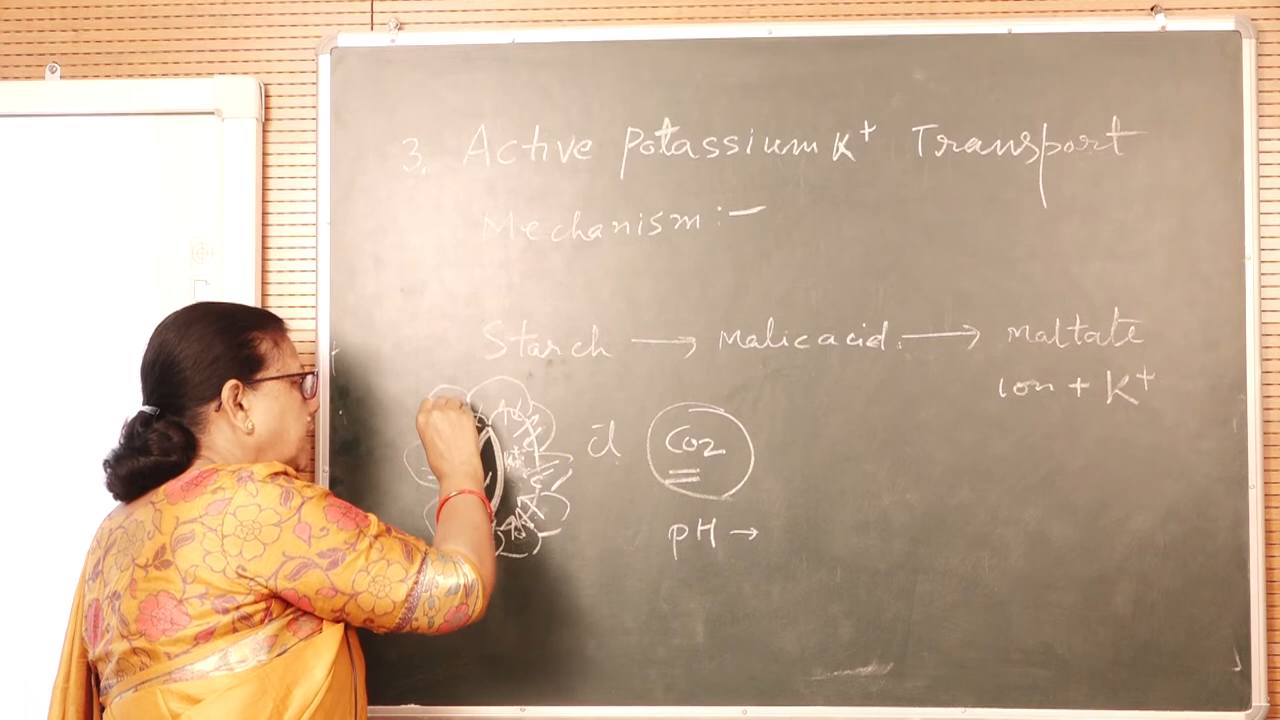 3. Active Potassium K⁺ Transport
Mechanism :-
Starch → Malic acid. → Maltate
ion + K⁺
CO2
pH →